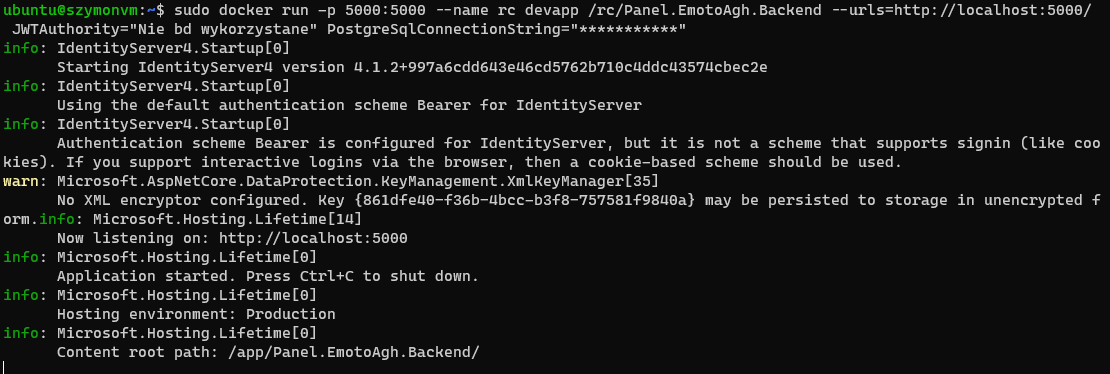 ubuntu@szymonvm:~$ sudo docker run -p 5000:5000 --name rc devapp /rc/Panel.EmotoAgh.Backend --urls=http://localhost:5000/
 JWTAuthority="Nie bd wykorzystane" PostgreSqlConnectionString="***********"
info: IdentityServer4.Startup[0]
      Starting IdentityServer4 version 4.1.2+997a6cdd643e46cd5762b710c4ddc43574cbec2e
info: IdentityServer4.Startup[0]
      Using the default authentication scheme Bearer for IdentityServer
info: IdentityServer4.Startup[0]
      Authentication scheme Bearer is configured for IdentityServer, but it is not a scheme that supports signin (like coo
kies). If you support interactive logins via the browser, then a cookie-based scheme should be used.
warn: Microsoft.AspNetCore.DataProtection.KeyManagement.XmlKeyManager[35]
      No XML encryptor configured. Key {861dfe40-f36b-4bcc-b3f8-757581f9840a} may be persisted to storage in unencrypted f
orm.info: Microsoft.Hosting.Lifetime[14]
      Now listening on: http://localhost:5000
info: Microsoft.Hosting.Lifetime[0]
      Application started. Press Ctrl+C to shut down.
info: Microsoft.Hosting.Lifetime[0]
      Hosting environment: Production
info: Microsoft.Hosting.Lifetime[0]
      Content root path: /app/Panel.EmotoAgh.Backend/